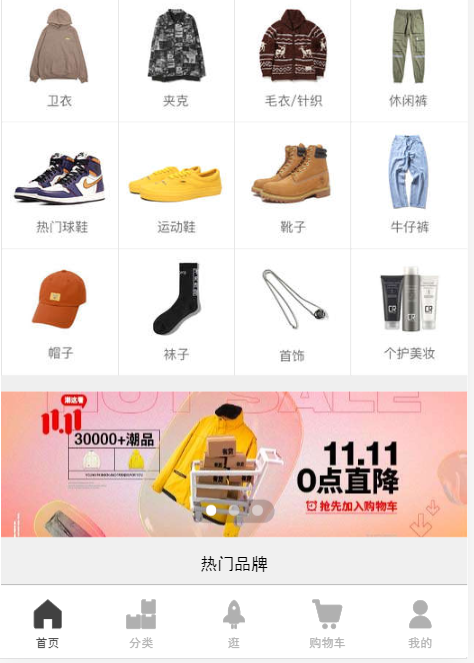 卫衣
夹克
毛衣/针织
休闲裤
热门球鞋
运动鞋
靴子
牛仔裤
帽子
袜子
首饰
个护美妆
HOT SALE
11.11
30000+潮品
11.11
0点直降
抢先加入购物车
热门品牌
首页
分类
逛
购物车
我的